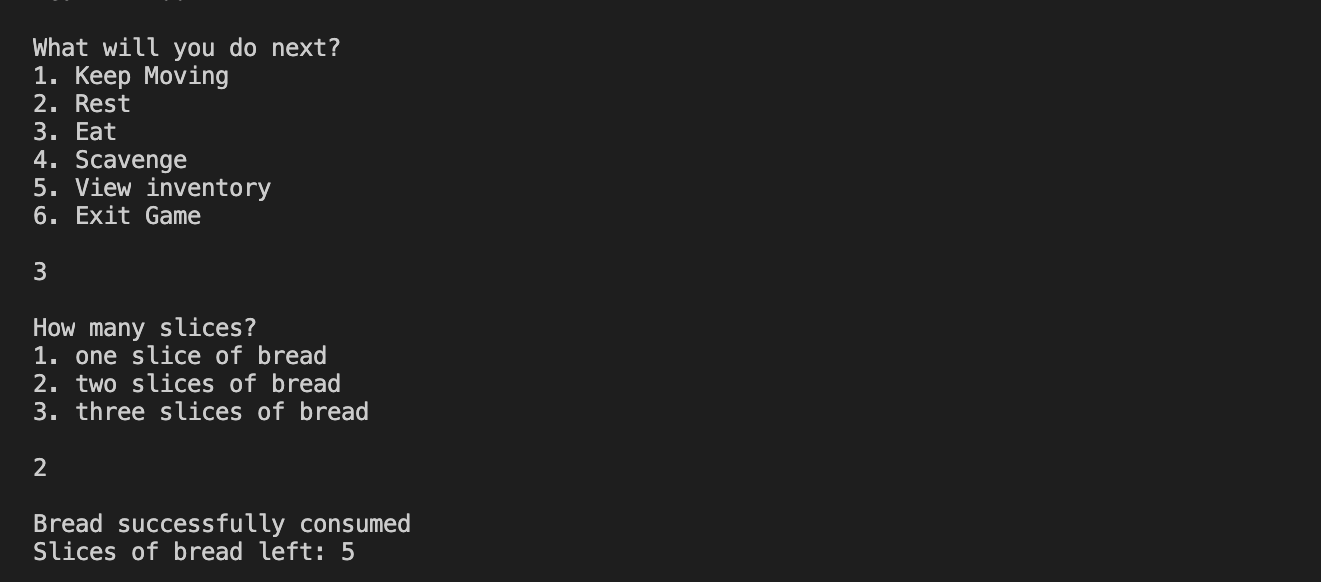 What will you do next?
1. Keep Moving
2. Rest
3. Eat
4. Scavenge
5. View inventory
6. Exit Game
3
How many slices?
1. one slice of bread
2. two slices of bread
3. three slices of bread
2
Bread successfully consumed
Slices of bread left: 5